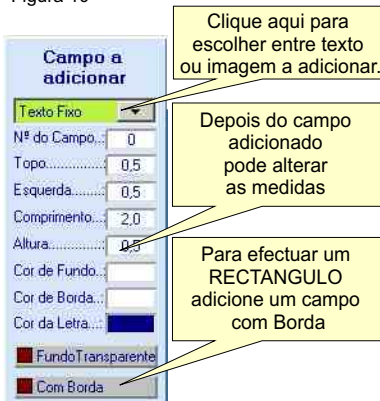 Clique aqui para
escolher entre texto
ou imagem a adicionar.
Campo a
adicionar
Texto Fixo
Nº do Campo..: 0
Topo..............: 0,5
Esquerda........: 0,5
Comprimento..: 2,0
Altura.............: 0,5
Cor de Fundo..:
Cor de Borda..:
Cor da Letra...:
FundoTransparente
Com Borda
Depois do campo
adicionado
pode alterar
as medidas
Para efectuar um
RECTANGULO
adicione um campo
com Borda